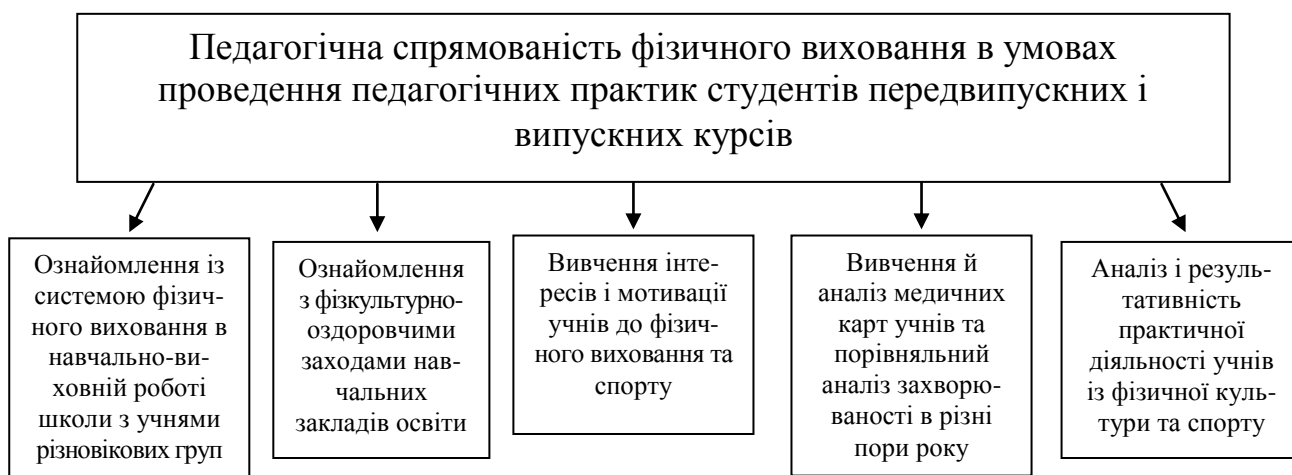 Педагогічна спрямованість фізичного виховання в умовах
проведення педагогічних практик студентів передвипускних і
випускних курсів
Ознайомлення із
системою фізич-
ного виховання в
навчально-ви-
ховній роботі
школи з учнями
різновікових груп
Ознайомлення
з фізкультурно-
оздоровчими
заходами нав-
чальних
закладів освіти
Вивчення інте-
ресів і мотивації
учнів до фізич-
ного виховання та
спорту
Вивчення й
аналіз медичних
карт учнів та
порівняльний
аналіз захворю-
ваності в різні
пори року
Аналіз і резуль-
тативність
практичної
діяльності учнів
із фізичної куль-
тури та спорту